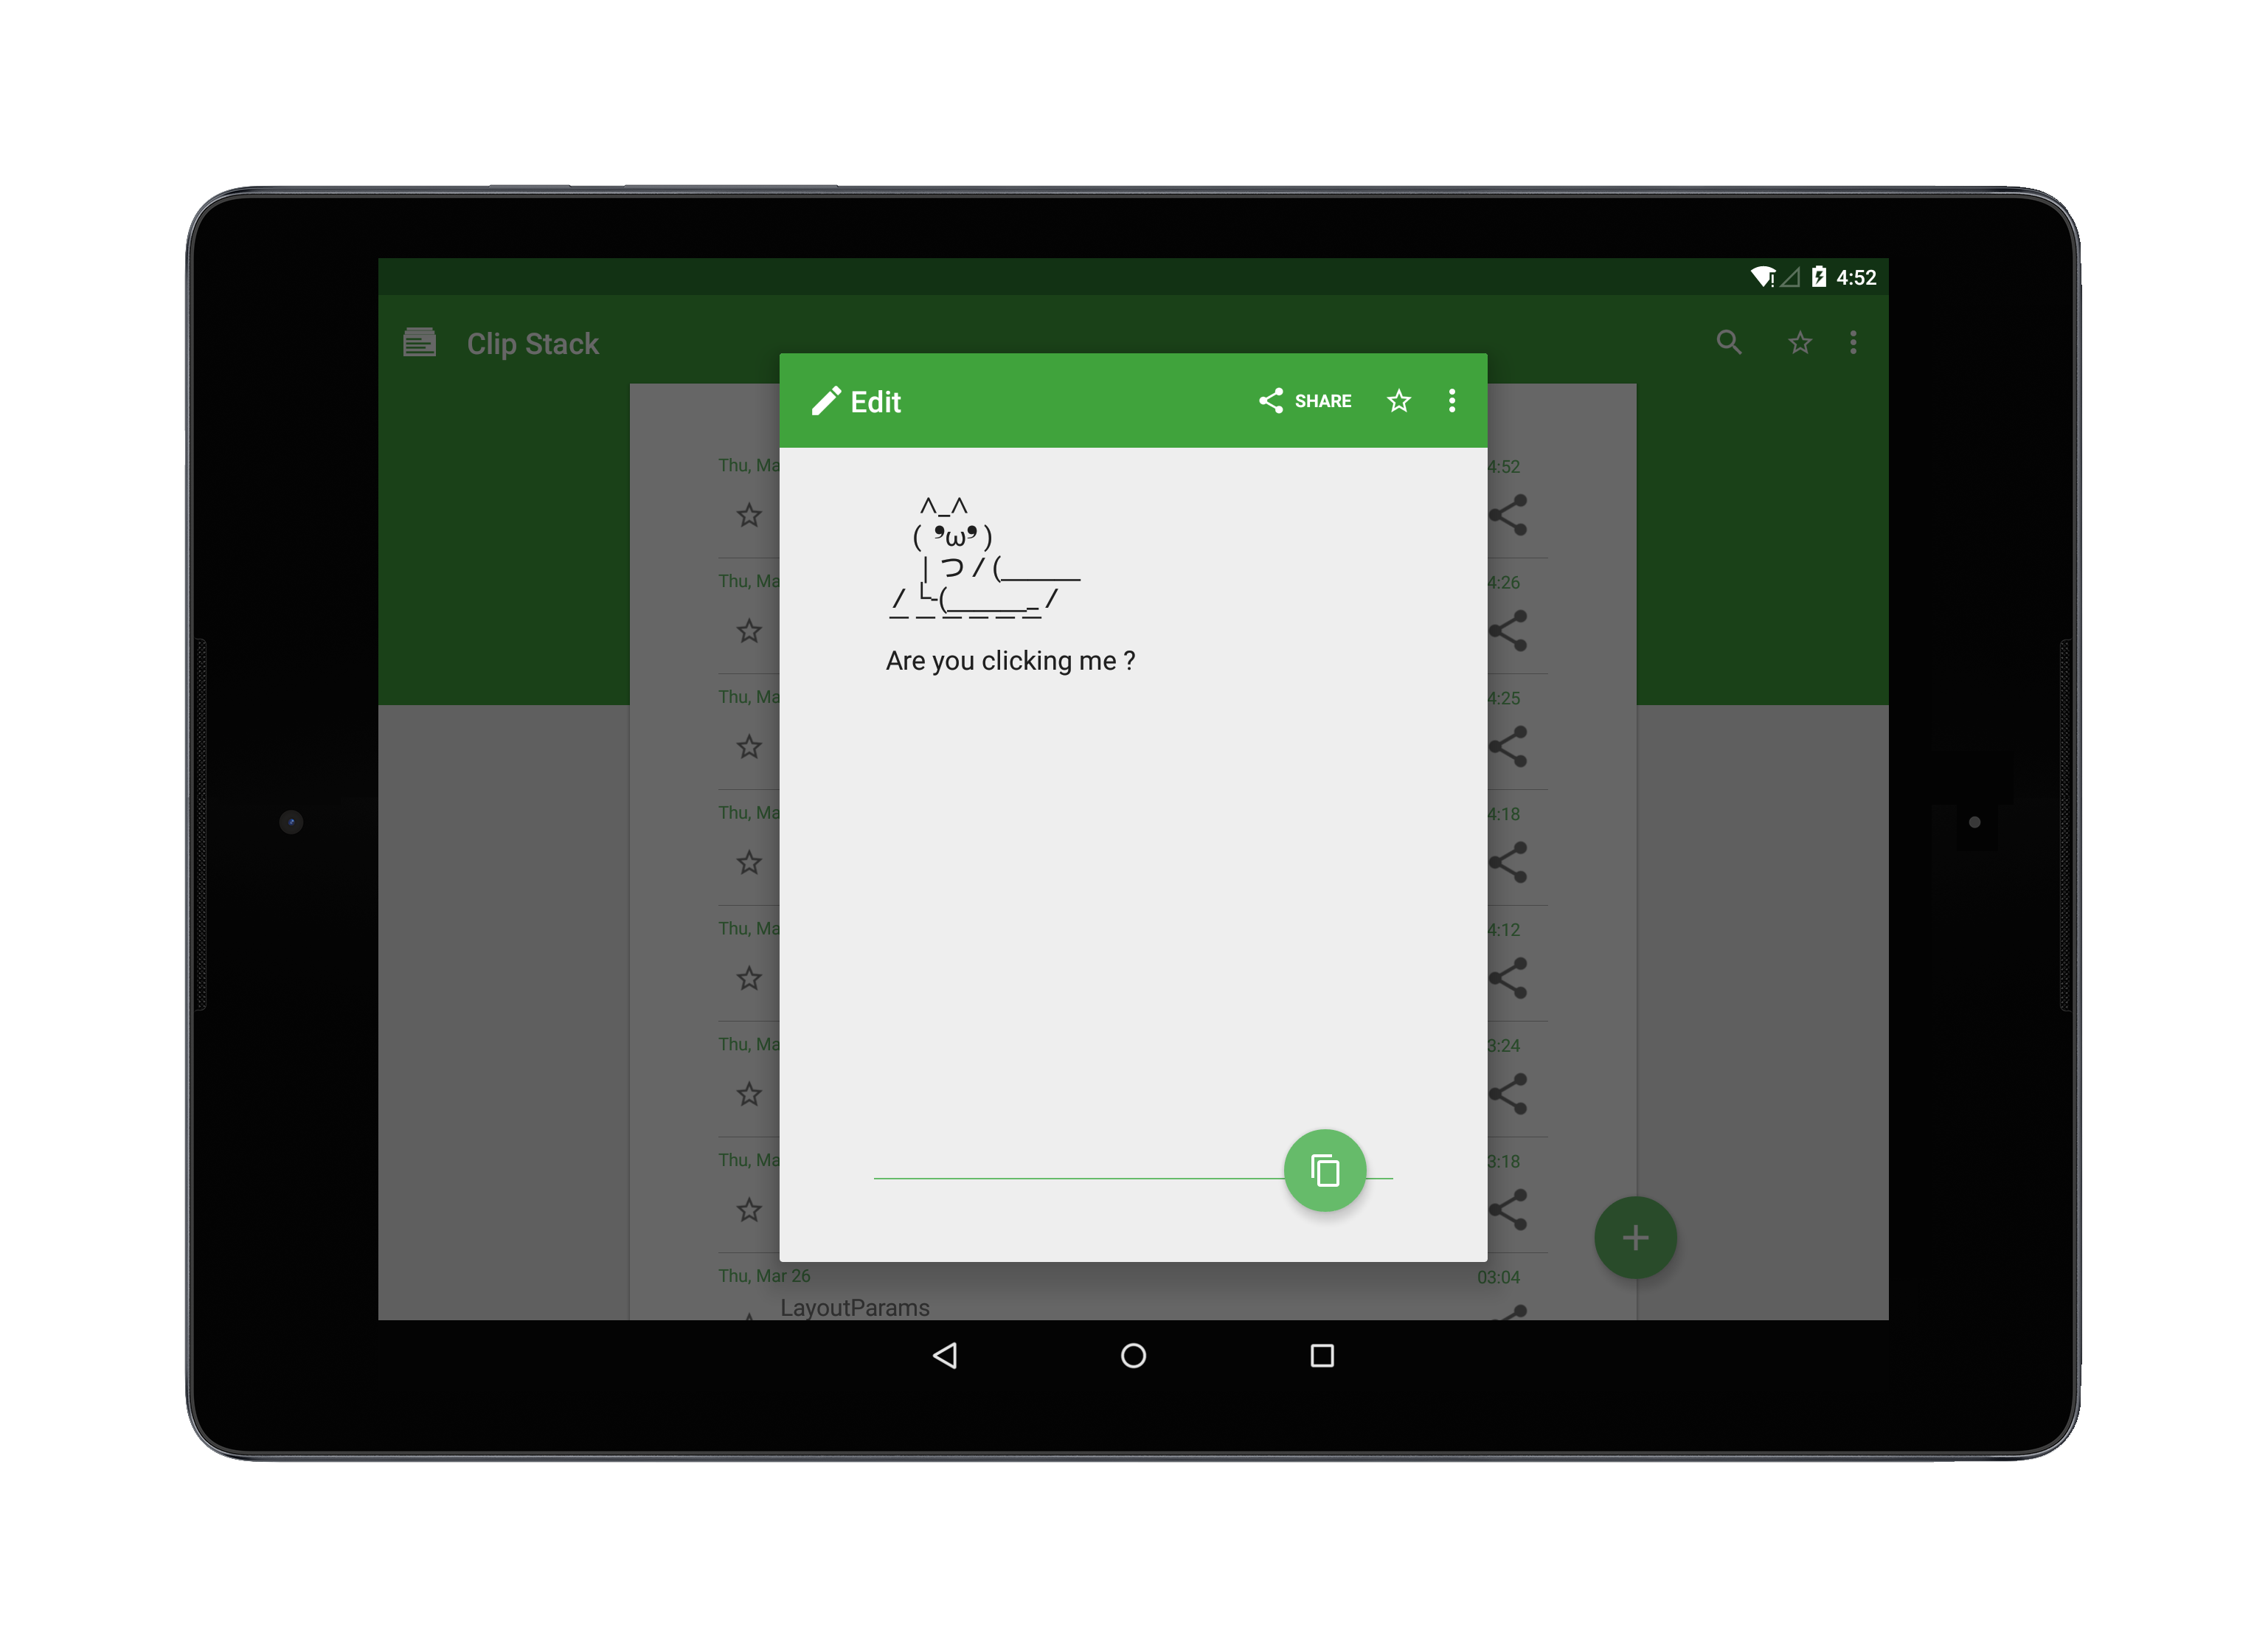 4:52
Clip Stack
Edit
SHARE
^_^
( ❜ω❜ )
| つ / (______
/ └-(______ _ /
￣ ￣ ￣ ￣ ￣ ￣
Are you clicking me ?
Thu, Ma
4:52
Thu, Ma
4:26
Thu, Ma
4:25
Thu, Ma
4:18
Thu, Ma
4:12
Thu, Ma
3:24
Thu, Ma
3:18
Thu, Mar 26
03:04
LayoutParams